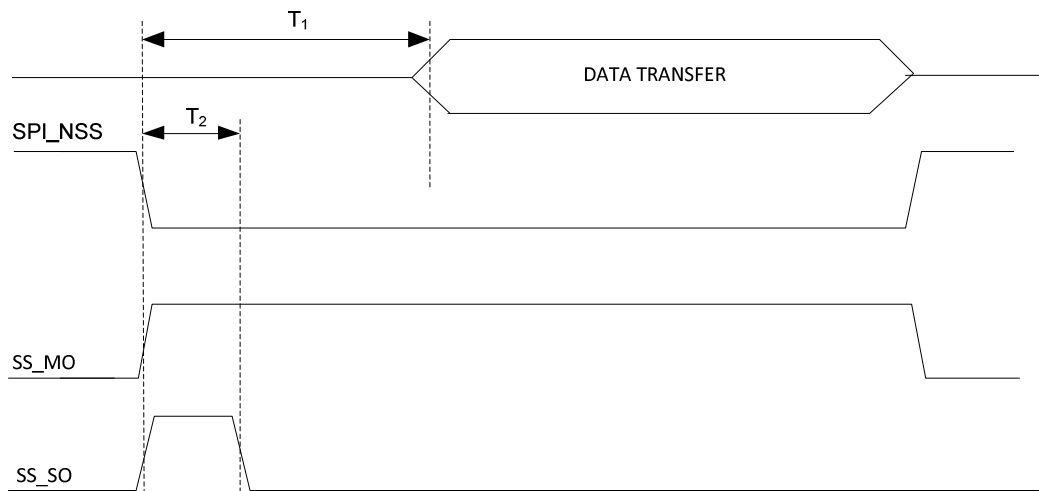 T₁
DATA TRANSFER
T₂
SPI_NSS
SS_MO
SS_SO